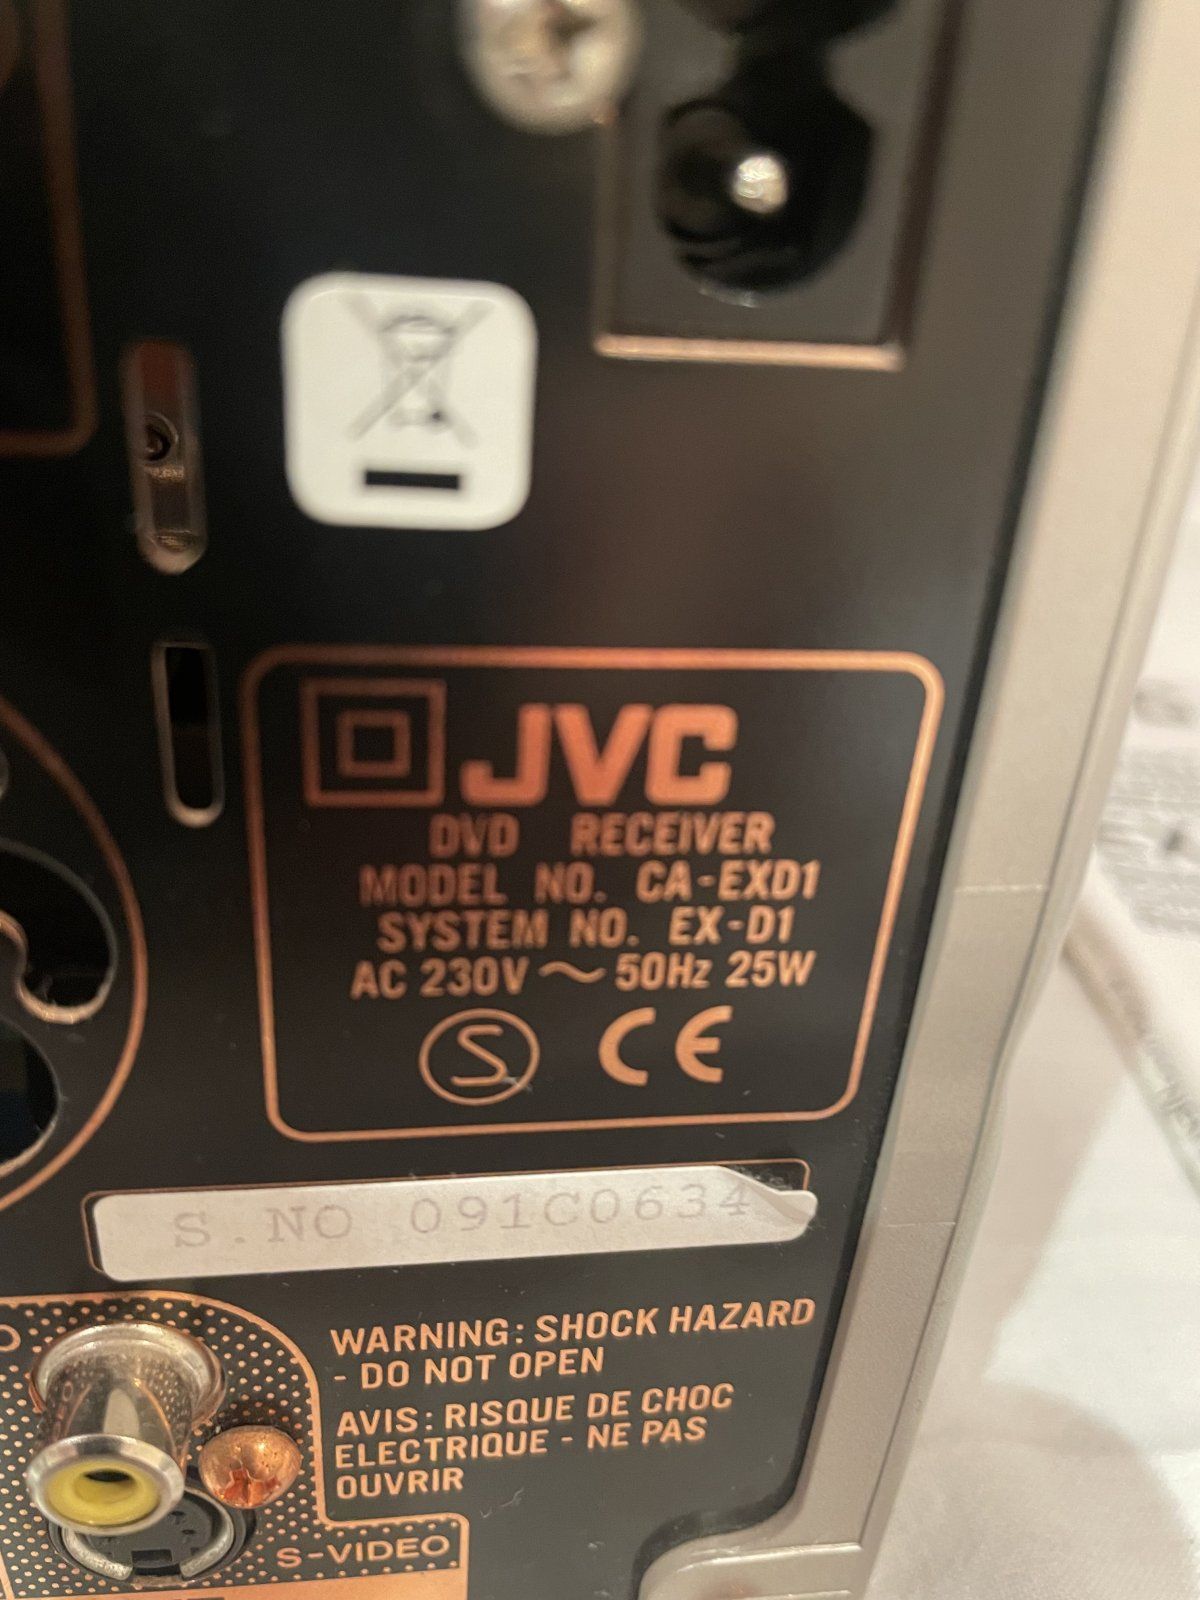 JVC
DVD RECEIVER
MODEL NO. CA-EXD1
SYSTEM NO. EX-D1
AC 230V ~ 50Hz 25W
S CE
S.NO 091C0634
WARNING: SHOCK HAZARD
- DO NOT OPEN
AVIS: RISQUE DE CHOC
ELECTRIQUE - NE PAS
OUVRIR
S-VIDEO